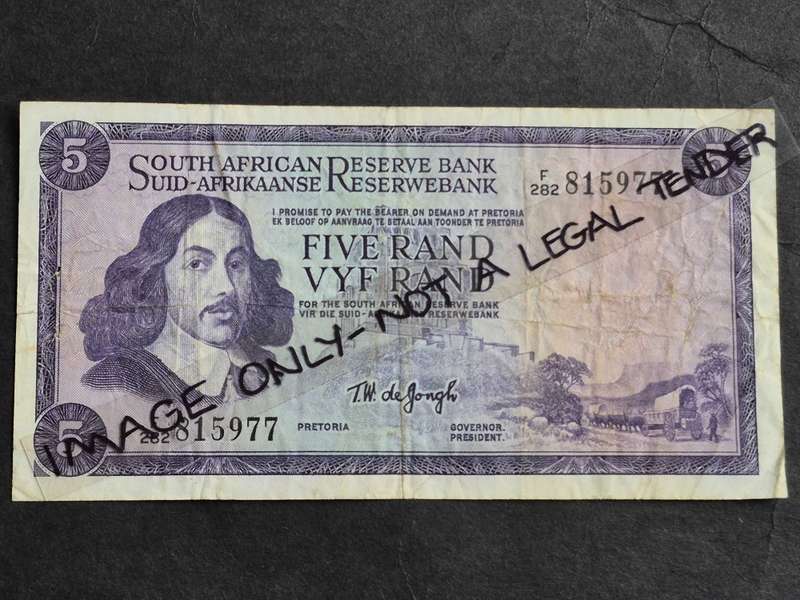 5
SOUTH AFRICAN RESERVE BANK
SUID-AFRIKAANSE RESERWEBANK
F
282 815977
I PROMISE TO PAY THE BEARER ON DEMAND AT PRETORIA
EK BELOOF OP AANVRAAG TE BETAAL AAN TOONDER TE PRETORIA
FIVE RAND
VYF RAND
FOR THE SOUTH AFRICAN RESERVE BANK
VIR DIE SUID-AFRIKAANSE RESERWEBANK
IMAGE ONLY - NOT A LEGAL TENDER
T.W. de Jongh
5
282 815977
PRETORIA
GOVERNOR.
PRESIDENT.